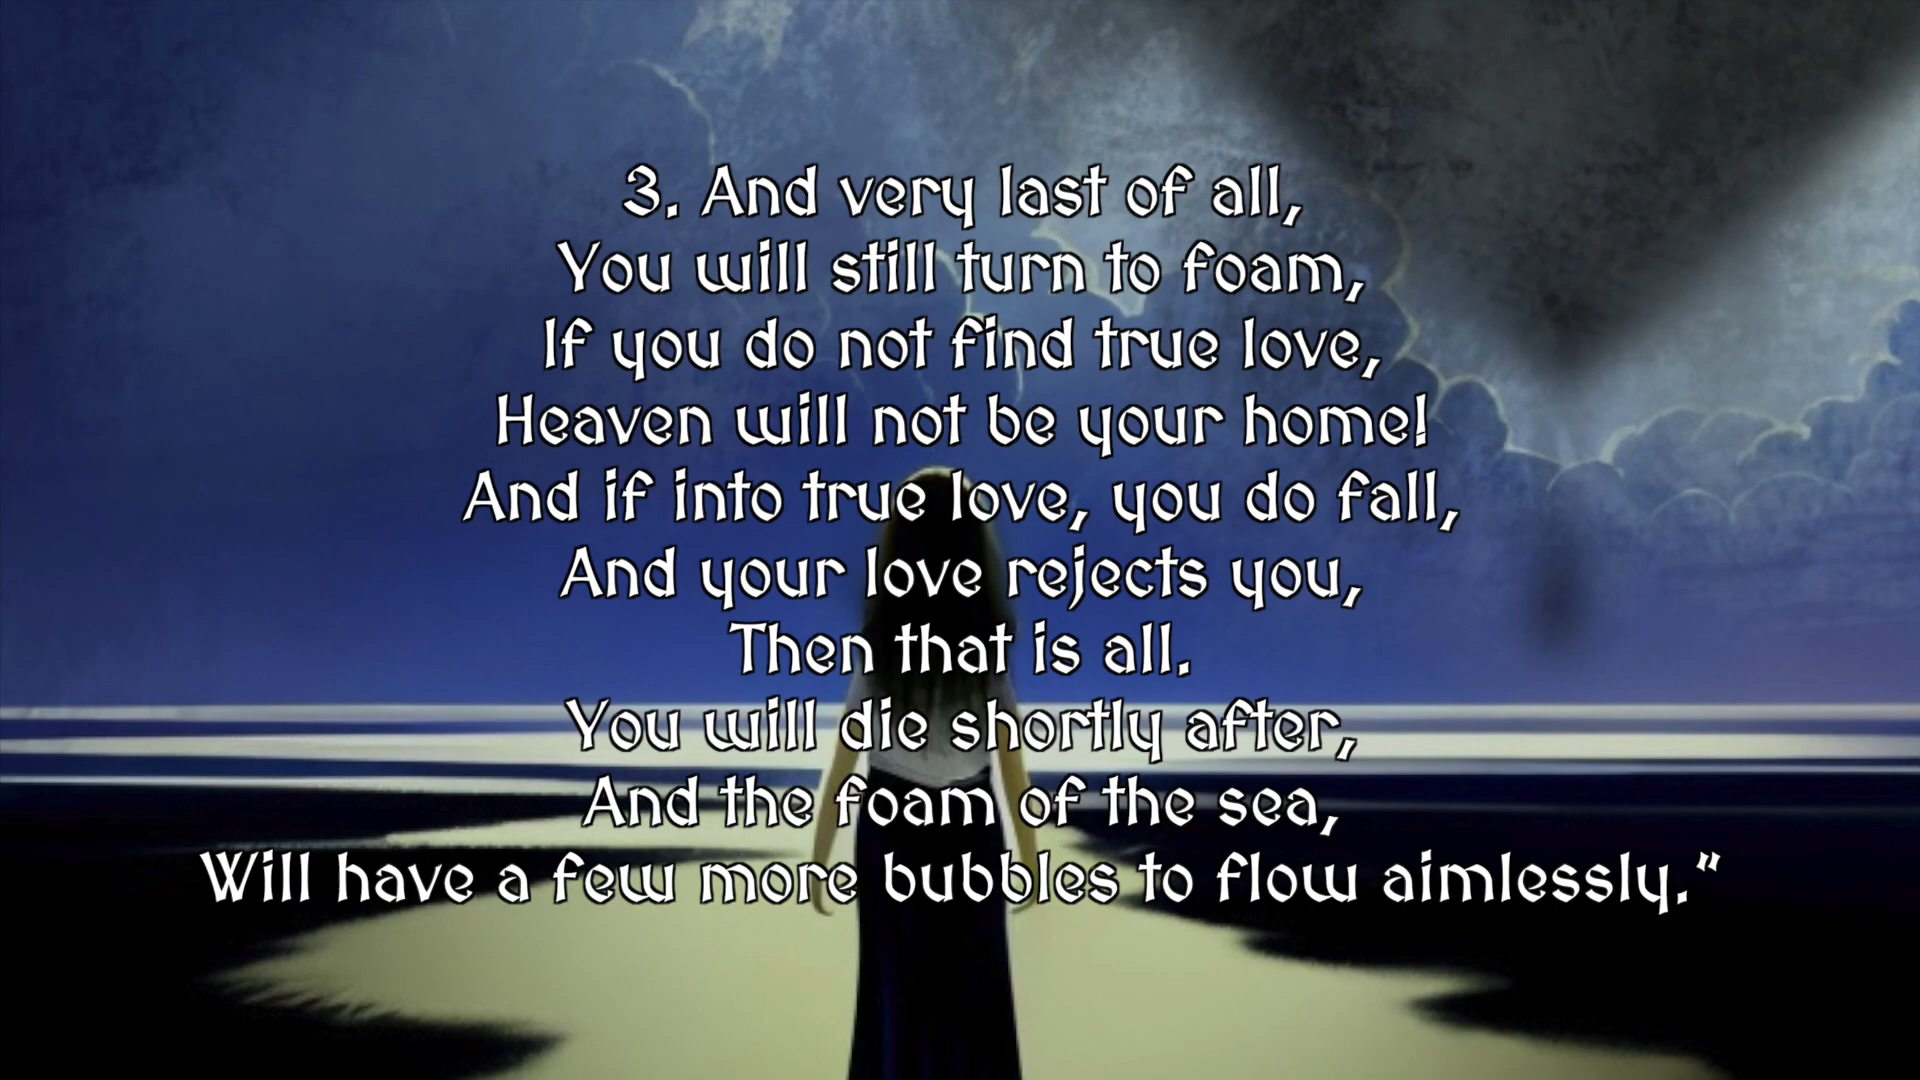 3. And very last of all,
You will still turn to foam,
If you do not find true love,
Heaven will not be your home!
And if into true love, you do fall,
And your love rejects you,
Then that is all.
You will die shortly after,
And the foam of the sea,
Will have a few more bubbles to flow aimlessly."